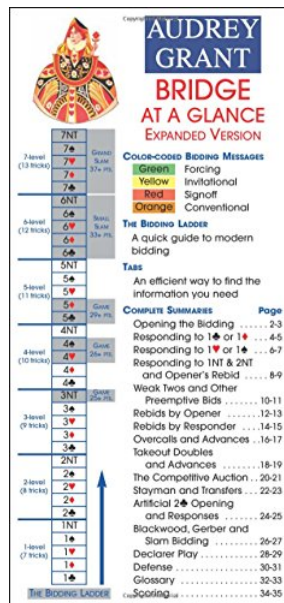 Copyrighted Material
AUDREY
GRANT
BRIDGE
AT A GLANCE
EXPANDED VERSION
COLOR-CODED BIDDING MESSAGES
Green Forcing
Yellow Invitational
Red Signoff
Orange Conventional
THE BIDDING LADDER
A quick guide to modern
bidding
TABS
An efficient way to find the
information you need
COMPLETE SUMMARIES Page
Opening the Bidding ...... 2-3
Responding to 1♣ or 1♦ ... 4-5
Responding to 1♥ or 1♠ ... 6-7
Responding to 1NT & 2NT
and Opener's Rebid ....... 8-9
Weak Twos and Other
Preemptive Bids ....... 10-11
Rebids by Opener ........ 12-13
Rebids by Responder .... 14-15
Overcalls and Advances .. 16-17
Takeout Doubles
and Advances .......... 18-19
The Competitive Auction .. 20-21
Stayman and Transfers ... 22-23
Artificial 2♣ Opening
and Responses ......... 24-25
Blackwood, Gerber and
Slam Bidding ........... 26-27
Declarer Play ............. 28-29
Defense .................. 30-31
Glossary ................. 32-33
Scoring .................. 34-35
7-level
(13 tricks)
7NT
7♠
7♥
7♦
7♣
GRAND
SLAM
37+ PTS.
6-level
(12 tricks)
6NT
6♠
6♥
6♦
6♣
SMALL
SLAM
33+ PTS.
5-level
(11 tricks)
5NT
5♠
5♥
5♦
5♣
GAME
29+ PTS.
4-level
(10 tricks)
4NT
4♠
4♥
4♦
4♣
GAME
26+ PTS.
3-level
(9 tricks)
3NT
3♠
3♥
3♦
3♣
GAME
25+ PTS.
2-level
(8 tricks)
2NT
2♠
2♥
2♦
2♣
1-level
(7 tricks)
1NT
1♠
1♥
1♦
1♣
THE BIDDING LADDER
Copyrighted Material